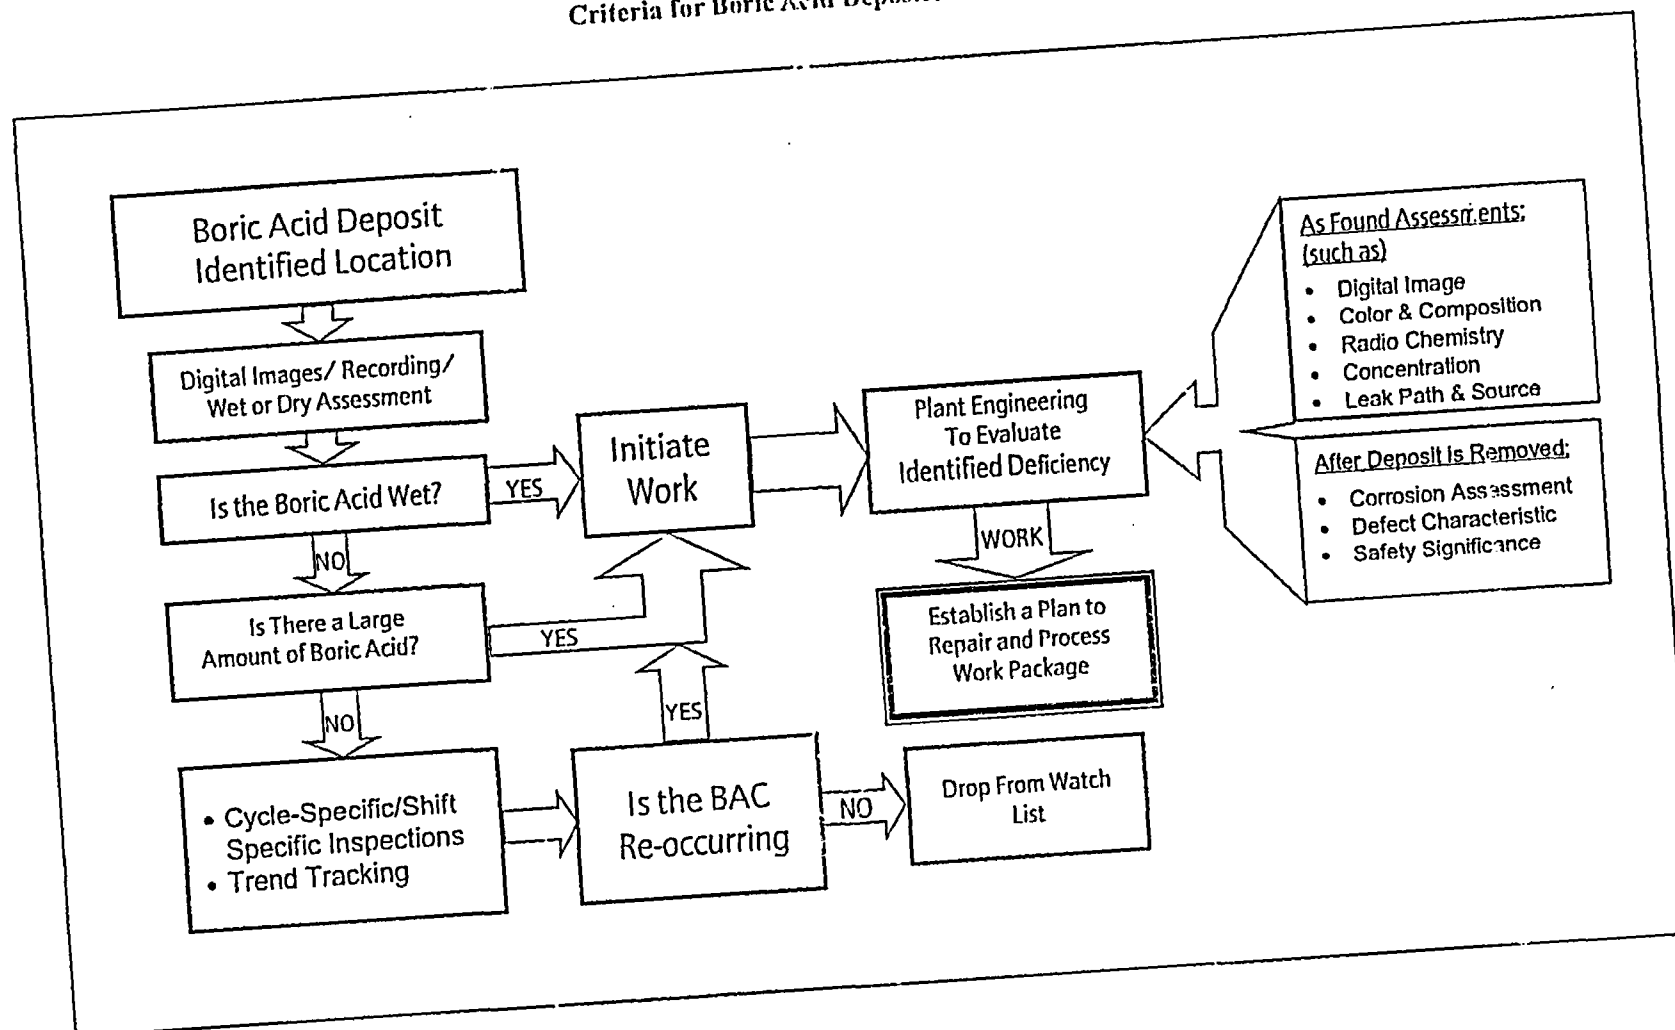 Criteria for Boric Acid
Boric Acid Deposit
Identified Location
Digital Images/ Recording/
Wet or Dry Assessment
Is the Boric Acid Wet?
YES
NO
Is There a Large
Amount of Boric Acid?
YES
NO
• Cycle-Specific/Shift
Specific Inspections
• Trend Tracking
Is the BAC
Re-occurring
YES
NO
Drop From Watch
List
Initiate
Work
Plant Engineering
To Evaluate
Identified Deficiency
WORK
Establish a Plan to
Repair and Process
Work Package
As Found Assessments:
(such as)
• Digital Image
• Color & Composition
• Radio Chemistry
• Concentration
• Leak Path & Source
After Deposit is Removed:
• Corrosion Assessment
• Defect Characteristic
• Safety Significance